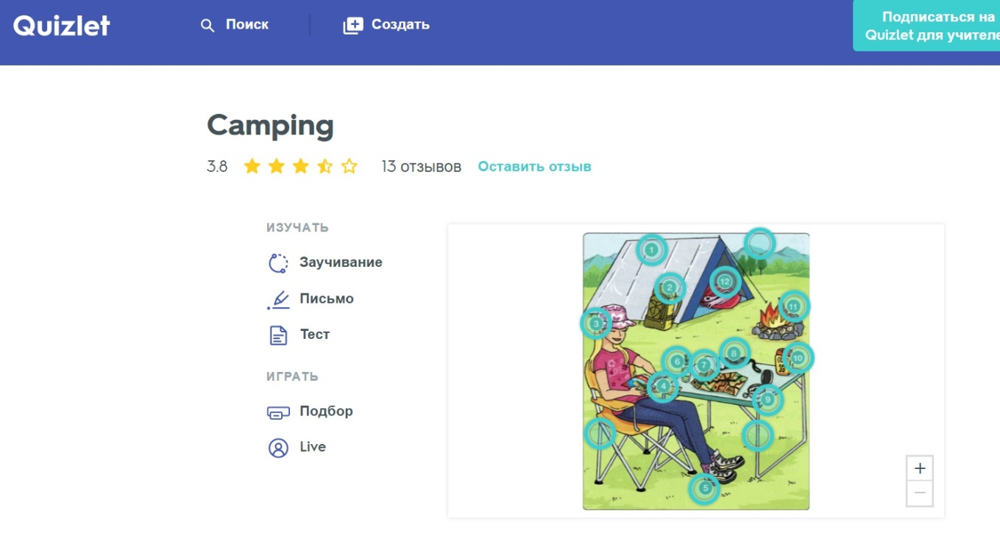 Quizlet
Поиск
Создать
Подписаться на
Quizlet для учителе
Camping
3.8
13 отзывов
Оставить отзыв
ИЗУЧАТЬ
Заучивание
Письмо
Тест
ИГРАТЬ
Подбор
Live
1
2
12
3
11
6
7
8
10
4
9
5
+
−